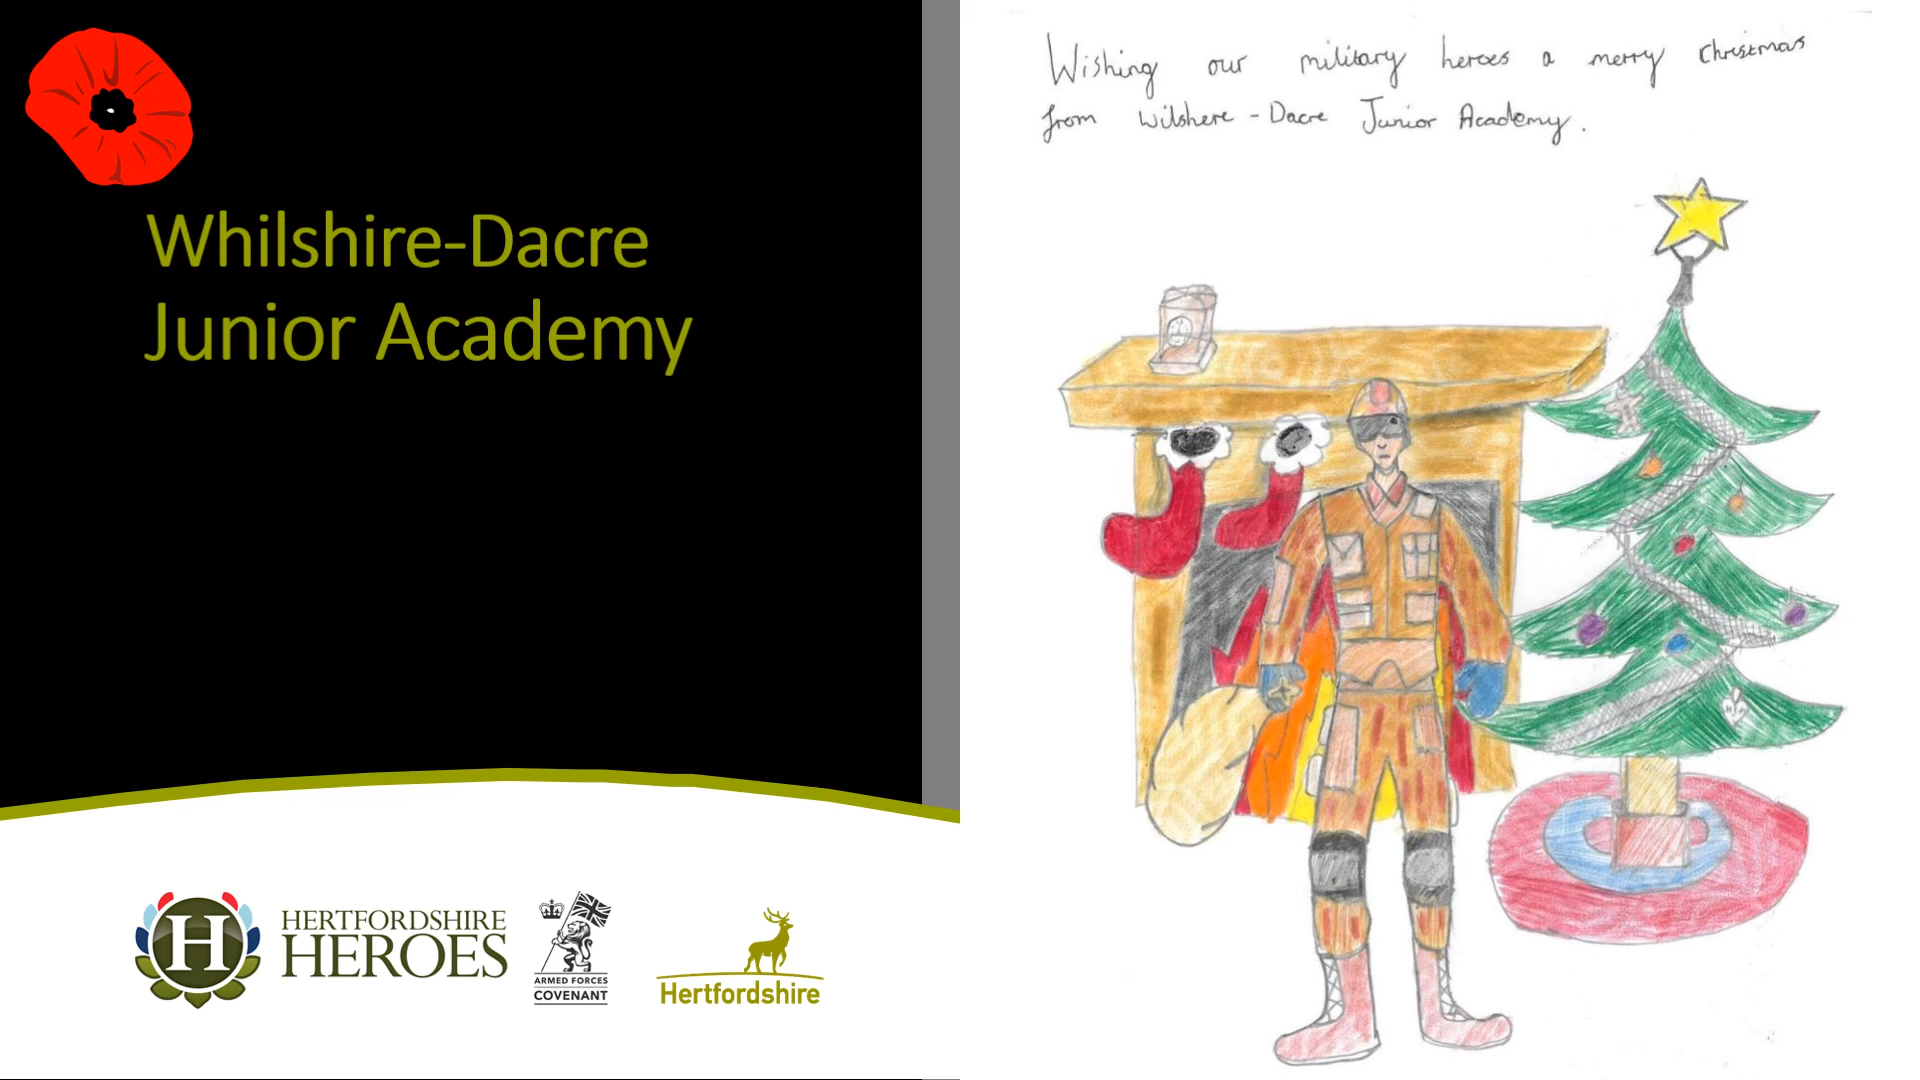 Whilshire-Dacre
Junior Academy
HERTFORDSHIRE
HEROES
H
ARMED FORCES
COVENANT
Hertfordshire
Wishing our military heroes a merry Christmas
from Wilshere - Dacre Junior Academy.